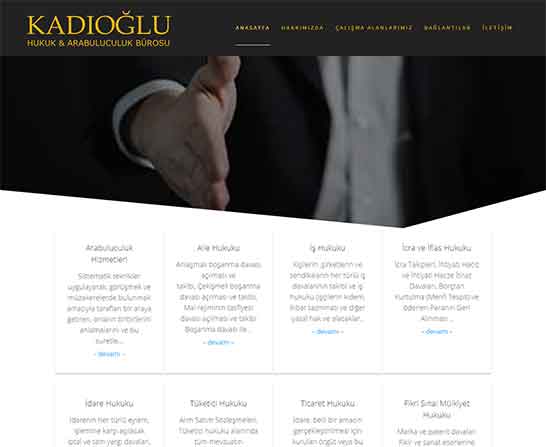 KADIOĞLU
HUKUK & ARABULUCULUK BÜROSU
ANASAYFA HAKKIMIZDA ÇALIŞMA ALANLARIMIZ BAĞLANTILAR İLETİŞİM
Arabuluculuk
Hizmetleri
Sistematik teknikler
uygulayarak, görüşmek ve
müzakerelerde bulunmak
amacıyla tarafları bir araya
getiren, onların birbirlerini
anlamalarını ve bu
suretle...
- devamı -
Aile Hukuku
Anlaşmalı boşanma davası
açılması ve
takibi, Çekişmeli boşanma
davası açılması ve takibi,
Mal rejiminin tasfiyesi
davası açılması ve takibi
Boşanma davası ile...
- devamı -
İş Hukuku
Kişilerin ,şirketlerin ve
sendikaların her türlü iş
davalarının takibi ve iş
hukuku (işçilerin kıdem,
ihbar tazminatı ve diğer
yasal hak ve alacaklar...
- devamı -
İcra ve İflas Hukuku
İcra Takipleri, İhtiyati Haciz
ve İhtiyati Hacze İtiraz
Davaları, Borçtan
Kurtulma (Menfi Tespit) ve
Ödenen Paranın Geri
Alınması ...
- devamı -
İdare Hukuku
İdarenin her türlü eylem,
işlemine karşı açılacak
iptal ve tam yargı davaları,
Tüketici Hukuku
Alım Satım Sözleşmeleri,
Tüketici hukuku alanında
tüm mevzuatı...
Ticaret Hukuku
İdare, belli bir amacın
gerçekleştirilmesi için
kurulan örgüt veya bu
Fikri Sınai Mülkiyet
Hukuku
Marka ve patent davaları
Fikir ve sanat eserleri